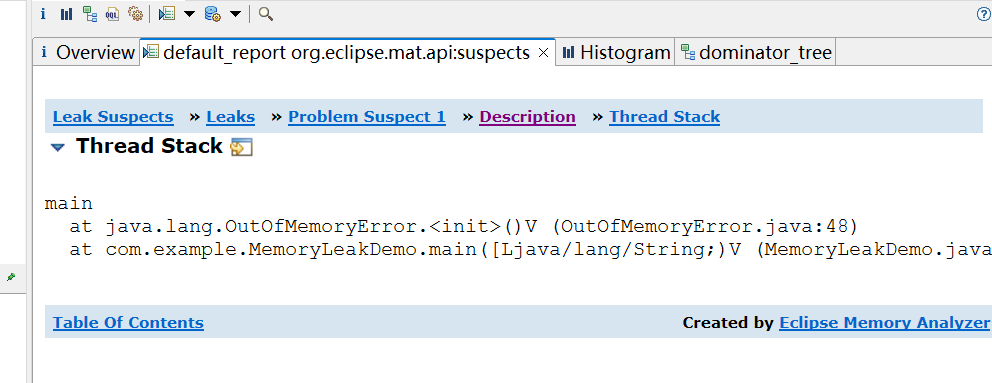 i OQL ?
i Overview default_report org.eclipse.mat.api:suspects × Histogram dominator_tree
Leak Suspects » Leaks » Problem Suspect 1 » Description » Thread Stack
Thread Stack
main
at java.lang.OutOfMemoryError.<init>()V (OutOfMemoryError.java:48)
at com.example.MemoryLeakDemo.main([Ljava/lang/String;)V (MemoryLeakDemo.java
Table Of Contents Created by Eclipse Memory Analyzer